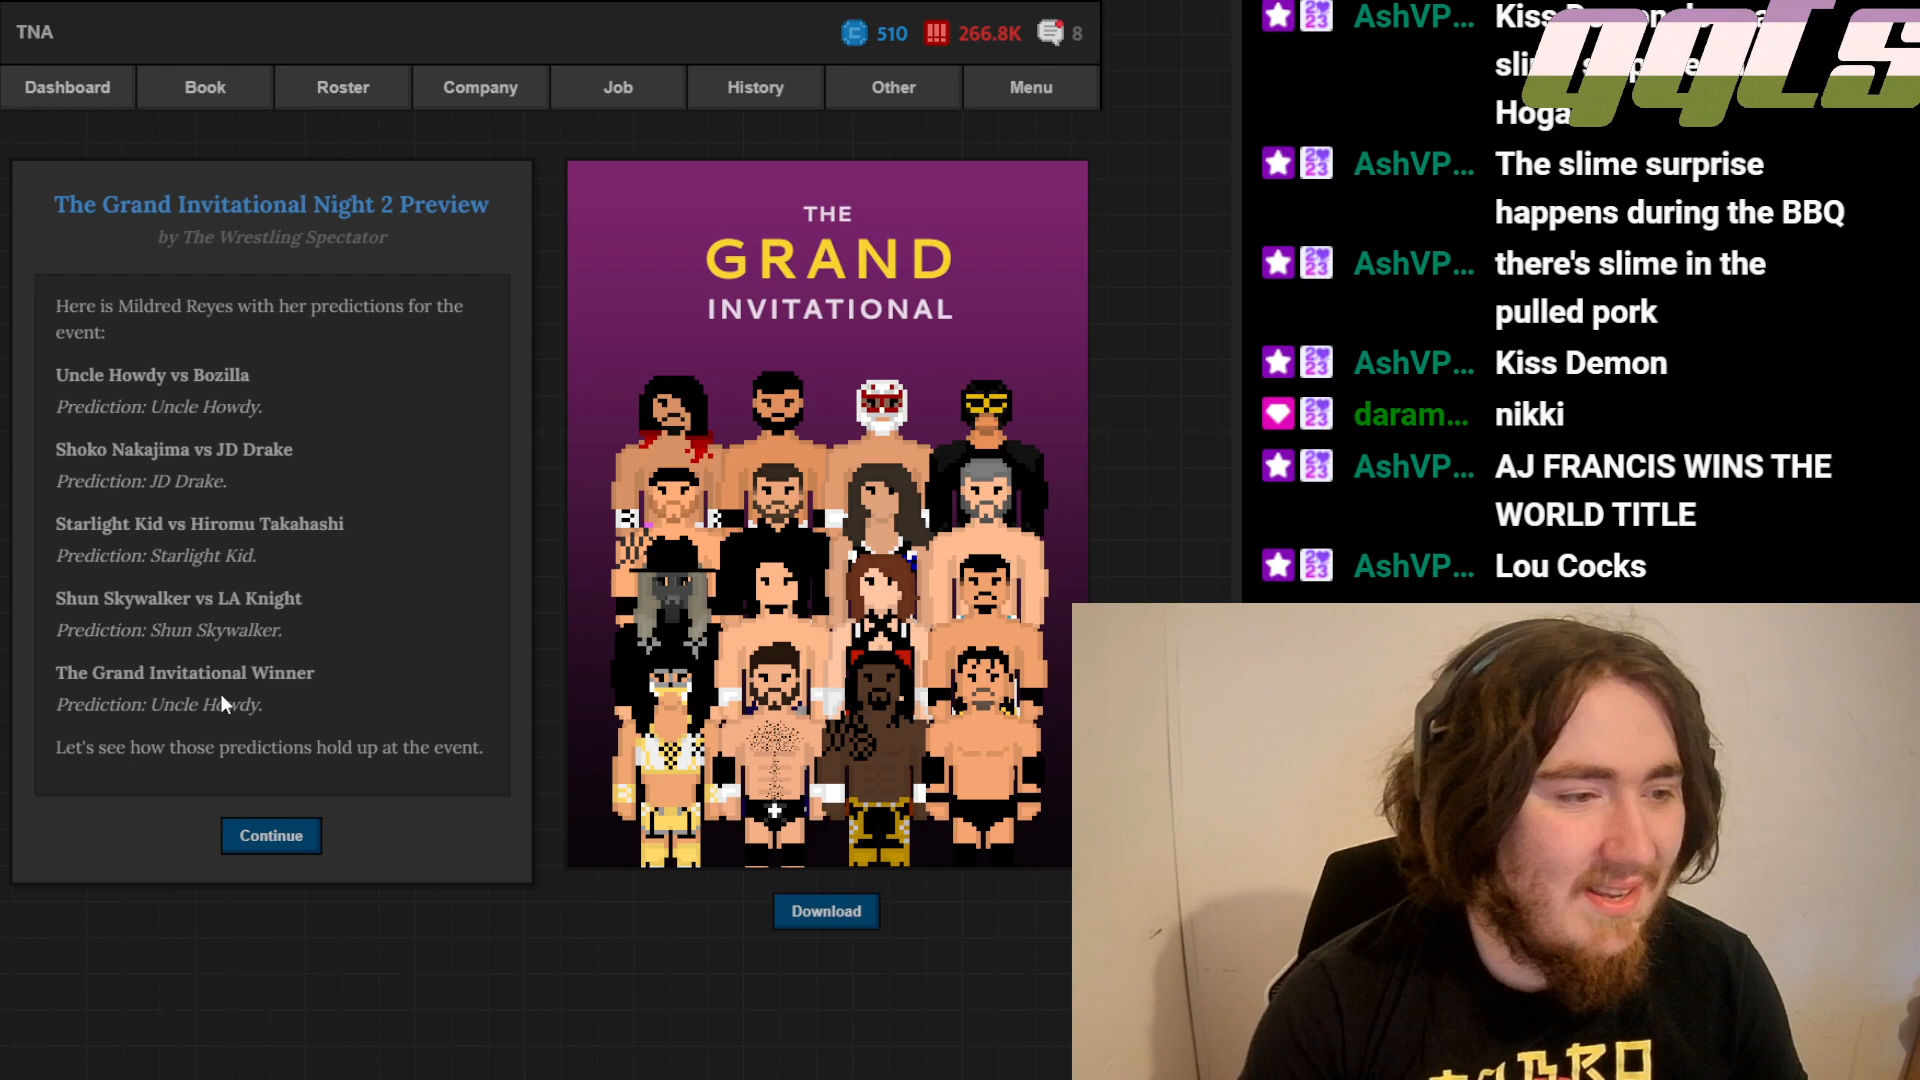 TNA
510
266.8K
8
Dashboard
Book
Roster
Company
Job
History
Other
Menu
The Grand Invitational Night 2 Preview
by The Wrestling Spectator
Here is Mildred Reyes with her predictions for the
event:
Uncle Howdy vs Bozilla
Prediction: Uncle Howdy.
Shoko Nakajima vs JD Drake
Prediction: JD Drake.
Starlight Kid vs Hiromu Takahashi
Prediction: Starlight Kid.
Shun Skywalker vs LA Knight
Prediction: Shun Skywalker.
The Grand Invitational Winner
Prediction: Uncle Howdy.
Let's see how those predictions hold up at the event.
Continue
THE
GRAND
INVITATIONAL
Download
AshVP... Kiss
AshVP... The slime surprise
happens during the BBQ
AshVP... there's slime in the
pulled pork
AshVP... Kiss Demon
daram... nikki
AshVP... AJ FRANCIS WINS THE
WORLD TITLE
AshVP... Lou Cocks